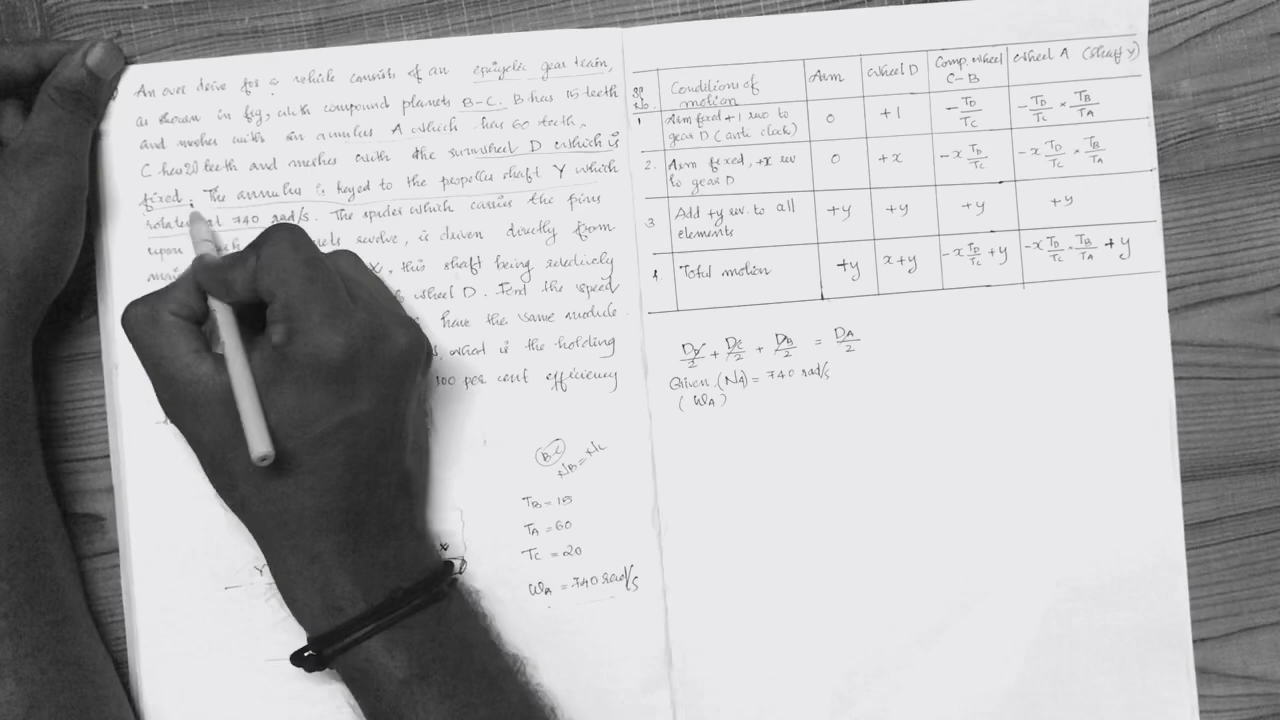 An over drive for a vehicle consists of an epicyclic gear train,
as shown in fig, with compound planets B-C. B has 15 teeth
and meshes with an annulus A which has 60 teeth.
C has 20 teeth and meshes with the sunwheel D which is
fixed. The annulus is keyed to the propeller shaft Y which
rotates at 740 rad/s. The spider which carries the pins
upon revolve, is driven directly from
X, this shaft being
wheel D. Find the speed
have the same module
what is the holding
100 per cent efficiency
B-C
NB = NC
TB = 15
TA = 60
TC = 20
ωA = 740 rad/s
Y
X
Sl No. Conditions of motion Arm Wheel D Comp. wheel C-B Wheel A (Shaft Y)
1 Arm fixed +1 rev to gear D (anti clock) 0 +1 -TD/TC -TD/TC × TB/TA
2. Arm fixed, +x rev to gear D 0 +x -x TD/TC -x TD/TC × TB/TA
3 Add +y rev. to all elements +y +y +y +y
4. Total motion +y x+y -x TD/TC + y -x TD/TC × TB/TA + y
DD/2 + DC/2 + DB/2 = DA/2
Given, (NA) = 740 rad/s
(ωA)